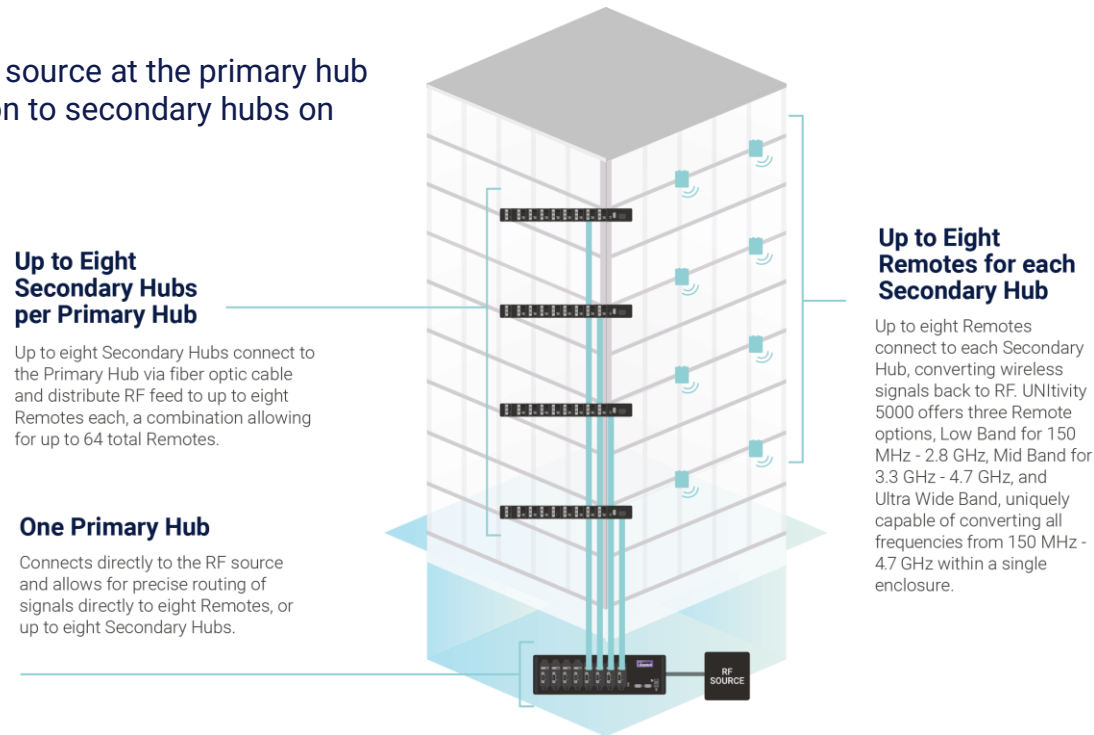 source at the primary hub
on to secondary hubs on
Up to Eight
Secondary Hubs
per Primary Hub
Up to eight Secondary Hubs connect to
the Primary Hub via fiber optic cable
and distribute RF feed to up to eight
Remotes each, a combination allowing
for up to 64 total Remotes.
One Primary Hub
Connects directly to the RF source
and allows for precise routing of
signals directly to eight Remotes, or
up to eight Secondary Hubs.
RF
SOURCE
Up to Eight
Remotes for each
Secondary Hub
Up to eight Remotes
connect to each Secondary
Hub, converting wireless
signals back to RF. UNItivity
5000 offers three Remote
options, Low Band for 150
MHz - 2.8 GHz, Mid Band for
3.3 GHz - 4.7 GHz, and
Ultra Wide Band, uniquely
capable of converting all
frequencies from 150 MHz -
4.7 GHz within a single
enclosure.